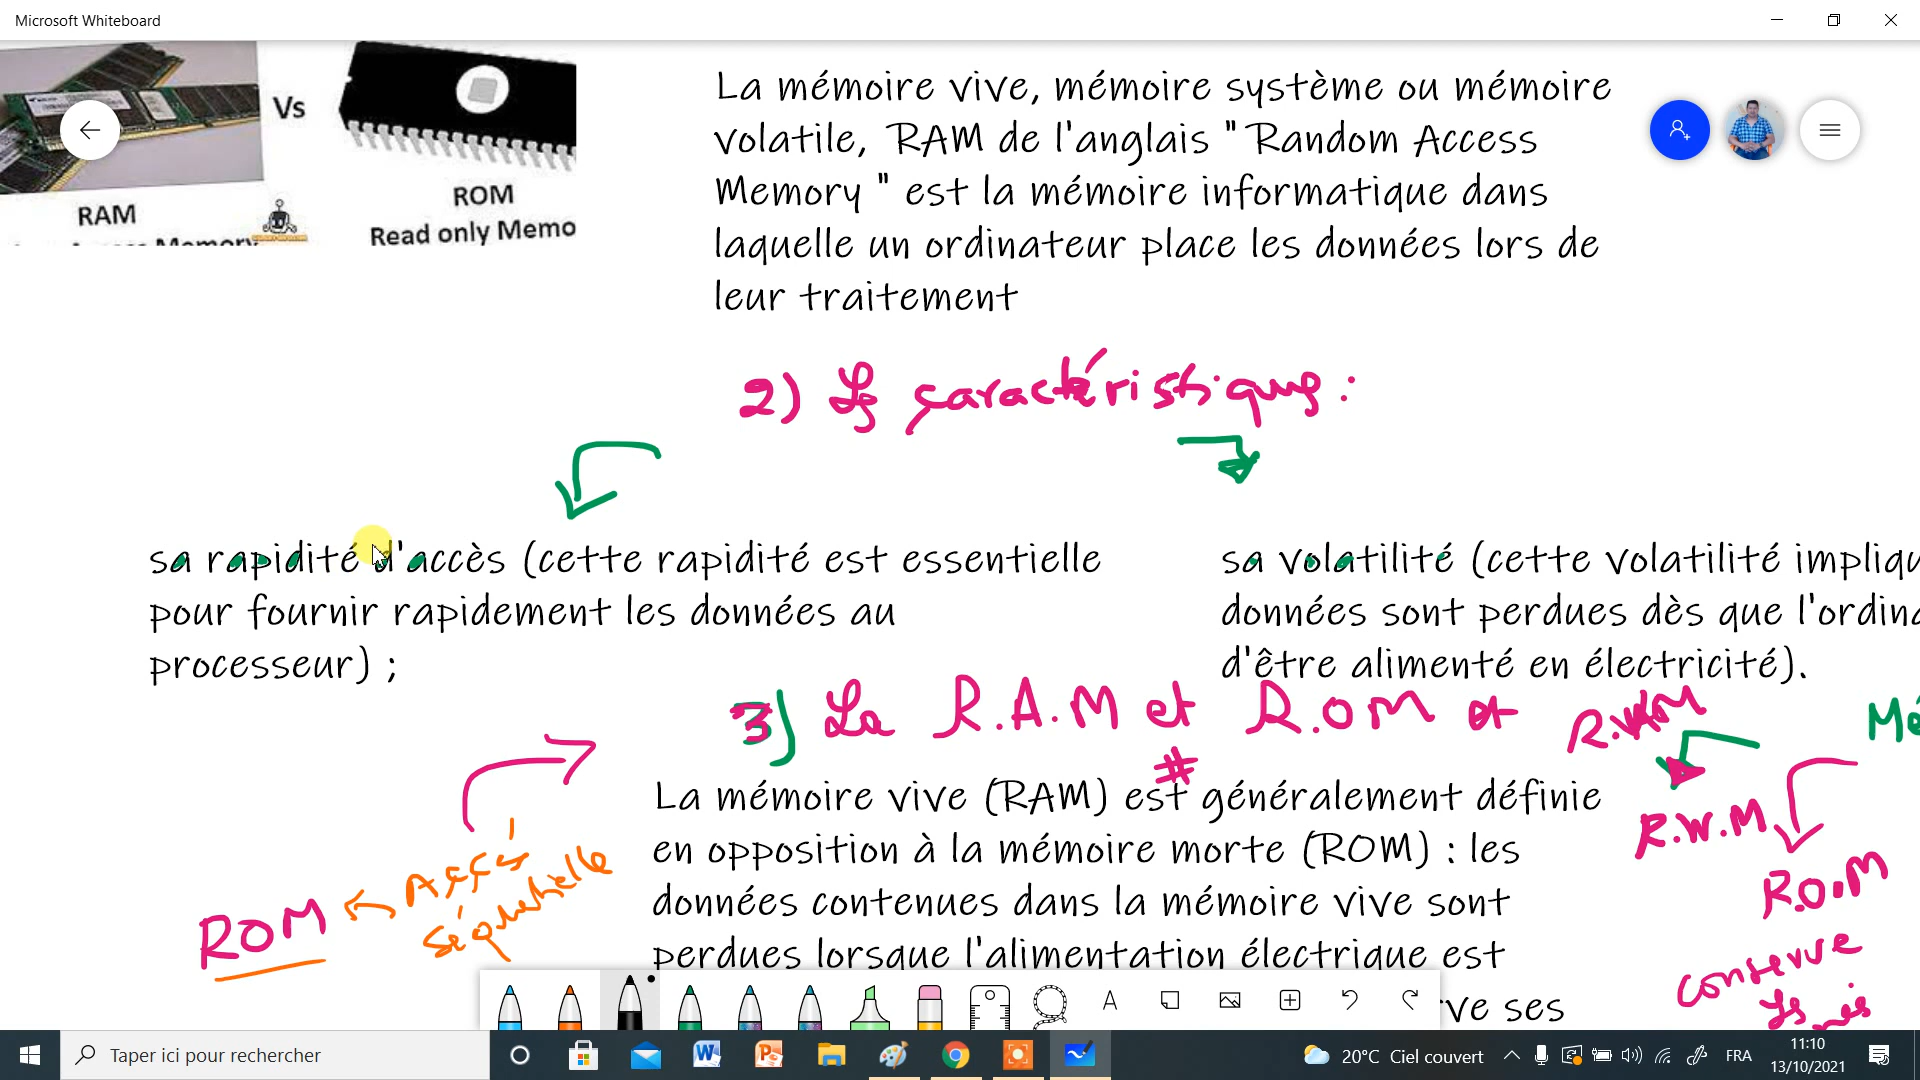 Microsoft Whiteboard
Vs
RAM
ROM
Read only Memo
La mémoire vive, mémoire système ou mémoire
volatile, RAM de l'anglais " Random Access
Memory " est la mémoire informatique dans
laquelle un ordinateur place les données lors de
leur traitement
2) Les caractéristiques :
sa rapidité d'accès (cette rapidité est essentielle
pour fournir rapidement les données au
processeur) ;
sa volatilité (cette volatilité impliqu
données sont perdues dès que l'ordina
d'être alimenté en électricité).
3) La R.A.M et R.O.M et R.W.M
Mé
#
La mémoire vive (RAM) est généralement définie
en opposition à la mémoire morte (ROM) : les
données contenues dans la mémoire vive sont
perdues lorsque l'alimentation électrique est
ve ses
R.W.M
R.O.M
conserve
Accés
séquentielle
ROM
A
Taper ici pour rechercher
20°C Ciel couvert
FRA
11:10
13/10/2021